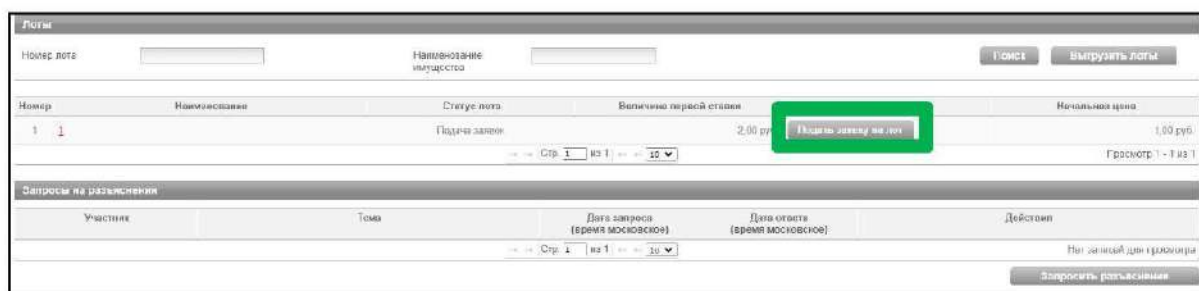 Лоты
Номер лота
Наименование имущества
Поиск
Выгрузить лоты
Номер Наименование Статус лота Величина первой ставки Начальная цена
1 1 Подача заявок 2,00 ру Подать заявку на лот 1,00 руб.
Стр. 1 из 1 10 Просмотр 1 - 1 из 1
Запросы на разъяснения
Участник Тема Дата запроса (время московское) Дата ответа (время московское) Действия
Стр. 1 из 1 10 Нет записей для просмотра
Запросить разъяснение